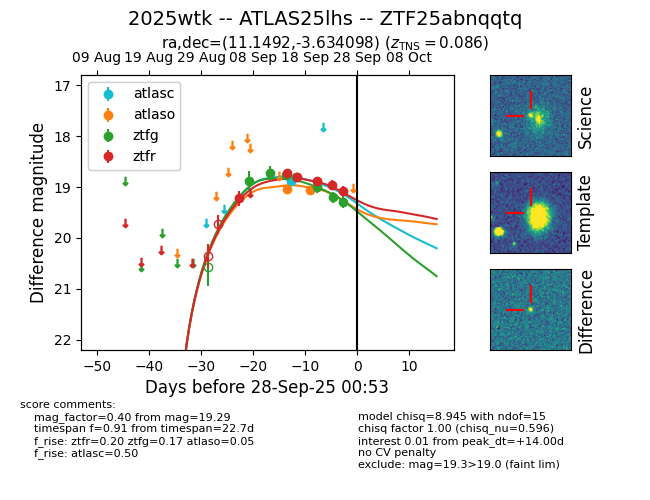 2025wtk -- ATLAS25lhs -- ZTF25abnqqtq
ra,dec=(11.1492,-3.634098) (zTNS = 0.086)
09 Aug 19 Aug 29 Aug 08 Sep 18 Sep 28 Sep 08 Oct
17
18
19
20
21
22
Difference magnitude
atlasc
atlaso
ztfg
ztfr
−50 −40 −30 −20 −10 0 10
Days before 28-Sep-25 00:53
Science
Template
Difference
score comments:
mag_factor=0.40 from mag=19.29
timespan f=0.91 from timespan=22.7d
f_rise: ztfr=0.20 ztfg=0.17 atlaso=0.05
f_rise: atlasc=0.50
model chisq=8.945 with ndof=15
chisq factor 1.00 (chisq_nu=0.596)
interest 0.01 from peak_dt=+14.00d
no CV penalty
exclude: mag=19.3>19.0 (faint lim)